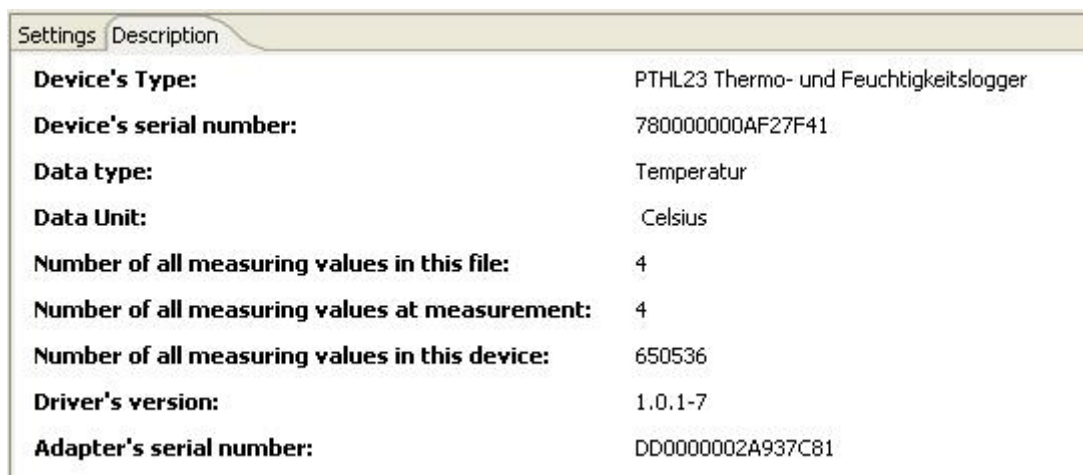 Settings Description
Device's Type: PTHL23 Thermo- und Feuchtigkeitslogger
Device's serial number: 780000000AF27F41
Data type: Temperatur
Data Unit: Celsius
Number of all measuring values in this file: 4
Number of all measuring values at measurement: 4
Number of all measuring values in this device: 650536
Driver's version: 1.0.1-7
Adapter's serial number: DD0000002A937C81